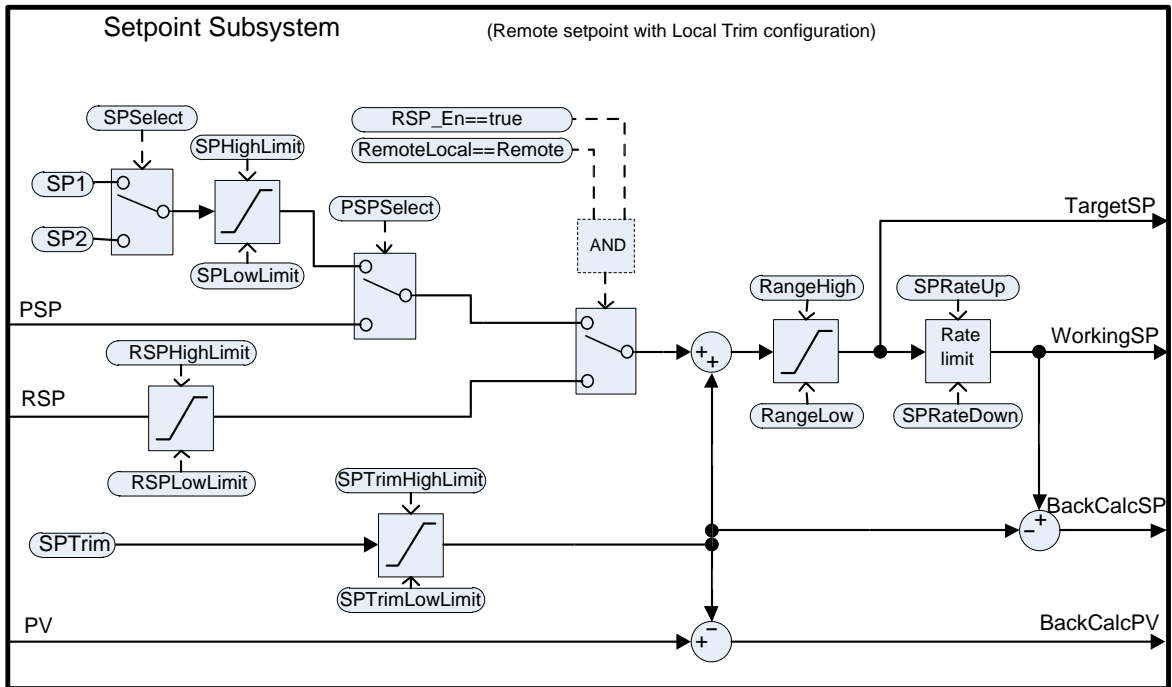 Setpoint Subsystem
(Remote setpoint with Local Trim configuration)
SPSelect
RSP_En==true
RemoteLocal==Remote
SPHighLimit
SP1
SP2
SPLowLimit
PSPSelect
AND
TargetSP
PSP
RangeHigh
SPRateUp
RSPHighLimit
+
+
Rate
limit
WorkingSP
RSP
RangeLow
SPRateDown
RSPLowLimit
SPTrimHighLimit
SPTrim
+
−
BackCalcSP
SPTrimLowLimit
PV
−
+
BackCalcPV